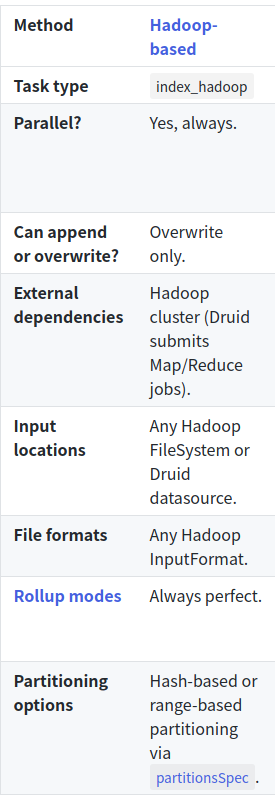 Method Hadoop-
based
Task type index_hadoop
Parallel? Yes, always.
Can append Overwrite
or overwrite? only.
External Hadoop
dependencies cluster (Druid
submits
Map/Reduce
jobs).
Input Any Hadoop
locations FileSystem or
Druid
datasource.
File formats Any Hadoop
InputFormat.
Rollup modes Always perfect.
Partitioning Hash-based or
options range-based
partitioning
via
partitionsSpec .